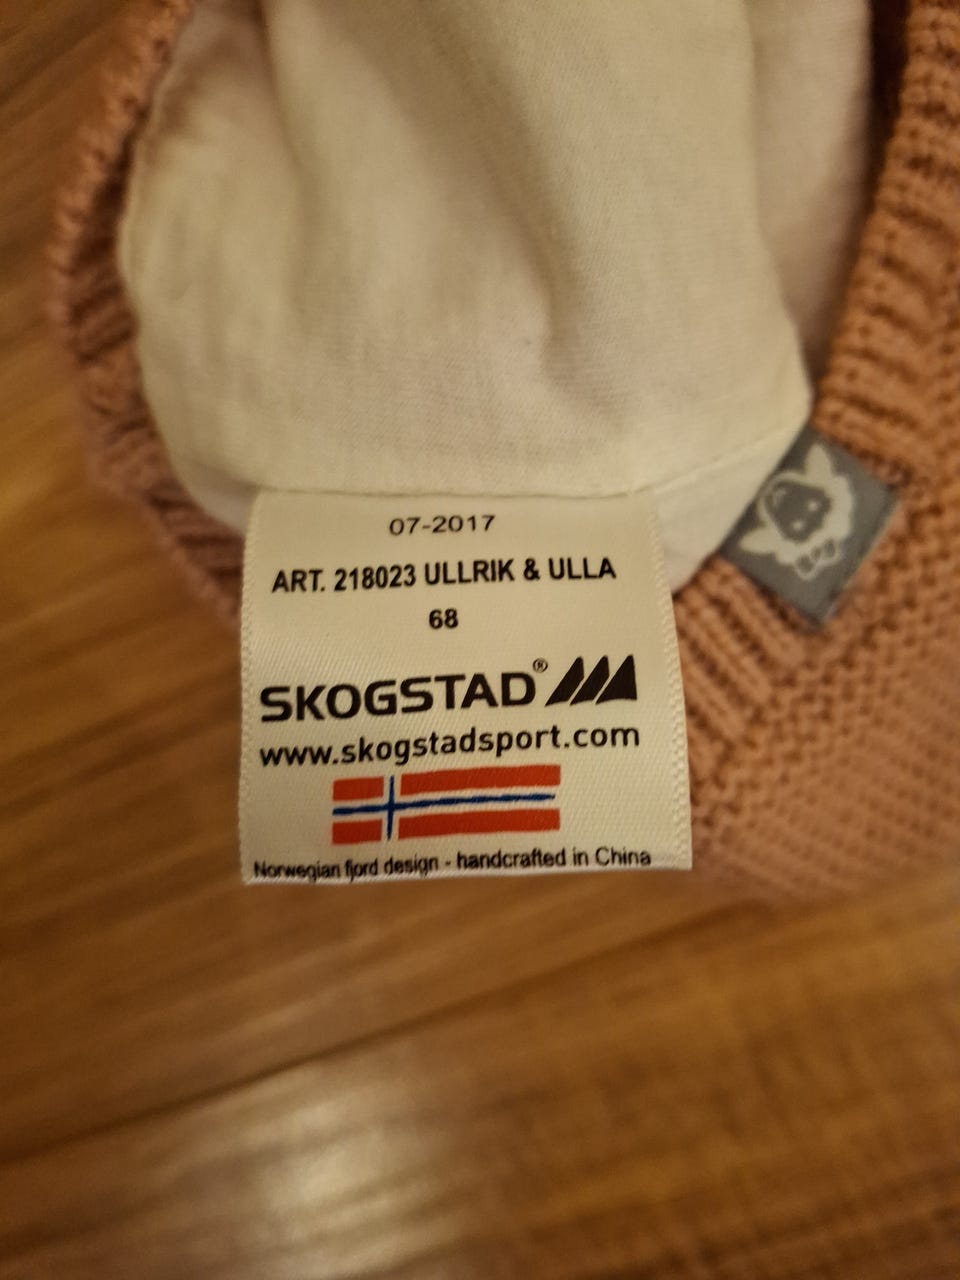 07-2017
ART. 218023 ULLRIK & ULLA
68
SKOGSTAD®
www.skogstadsport.com
Norwegian fjord design - handcrafted in China